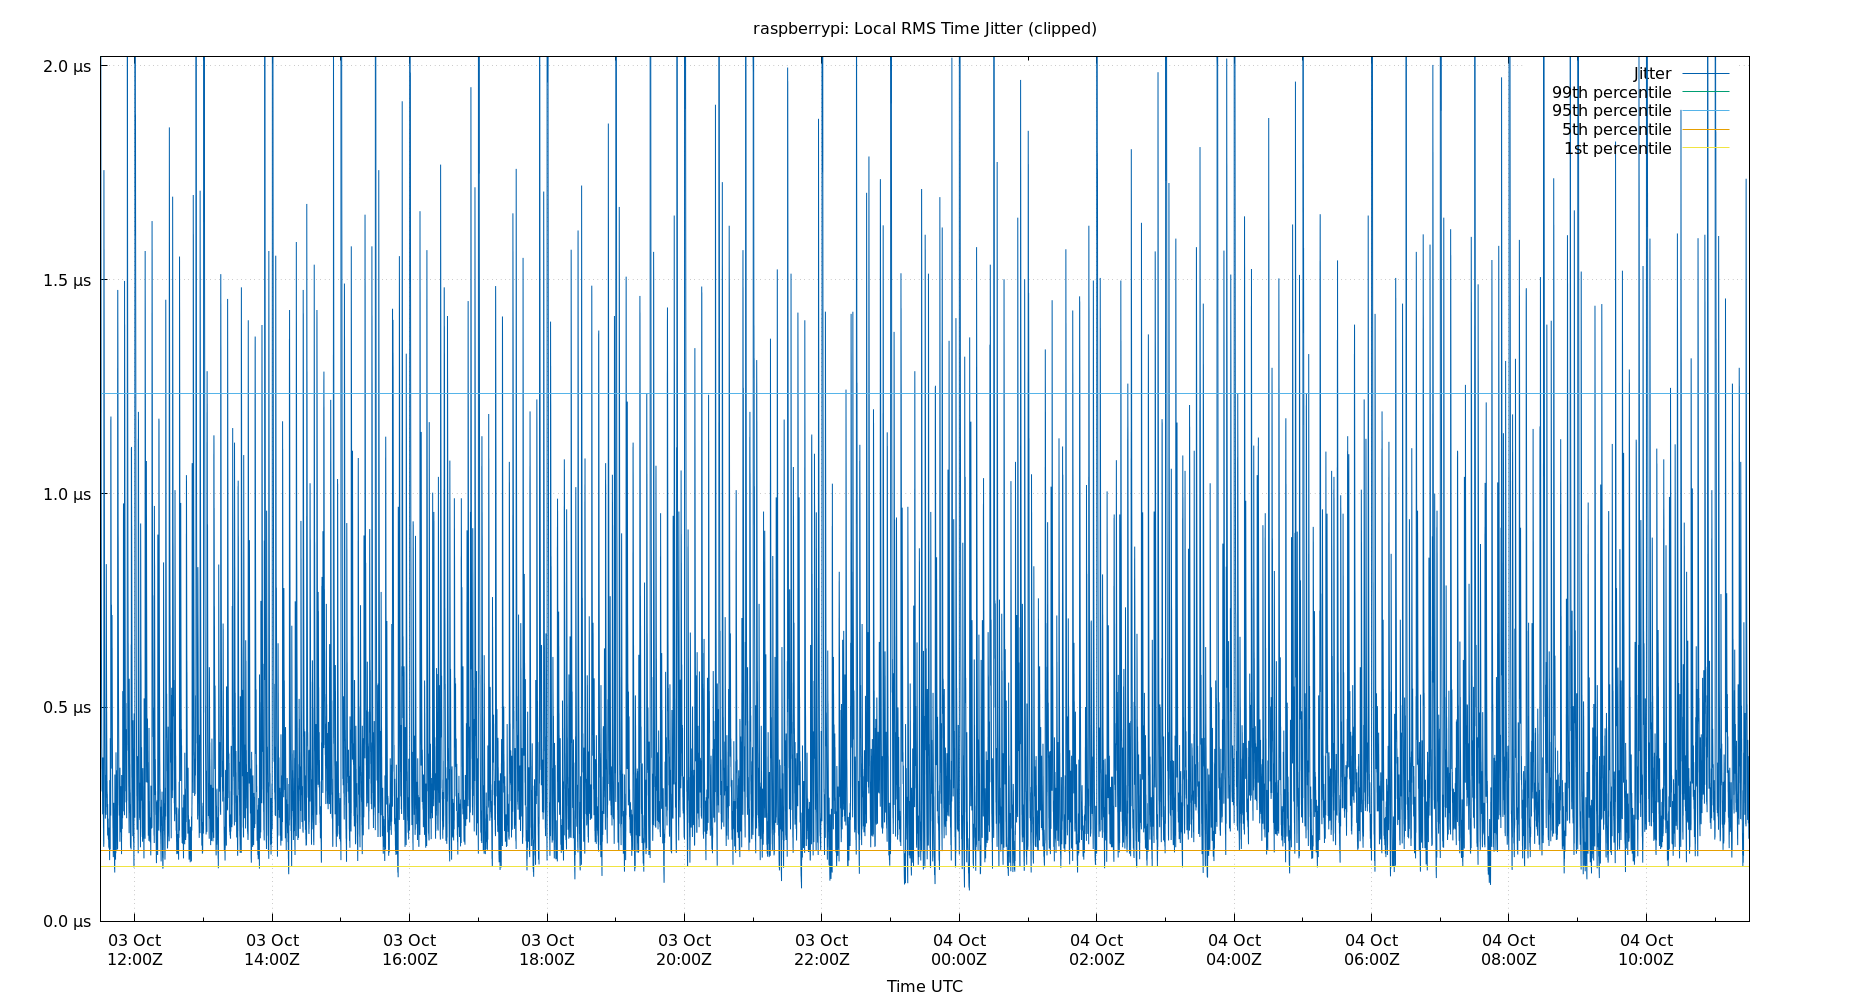 raspberrypi: Local RMS Time Jitter (clipped)
2.0 μs
1.5 μs
1.0 μs
0.5 μs
0.0 μs
Jitter
99th percentile
95th percentile
5th percentile
1st percentile
03 Oct 03 Oct 03 Oct 03 Oct 03 Oct 03 Oct 04 Oct 04 Oct 04 Oct 04 Oct 04 Oct 04 Oct
12:00Z 14:00Z 16:00Z 18:00Z 20:00Z 22:00Z 00:00Z 02:00Z 04:00Z 06:00Z 08:00Z 10:00Z
Time UTC